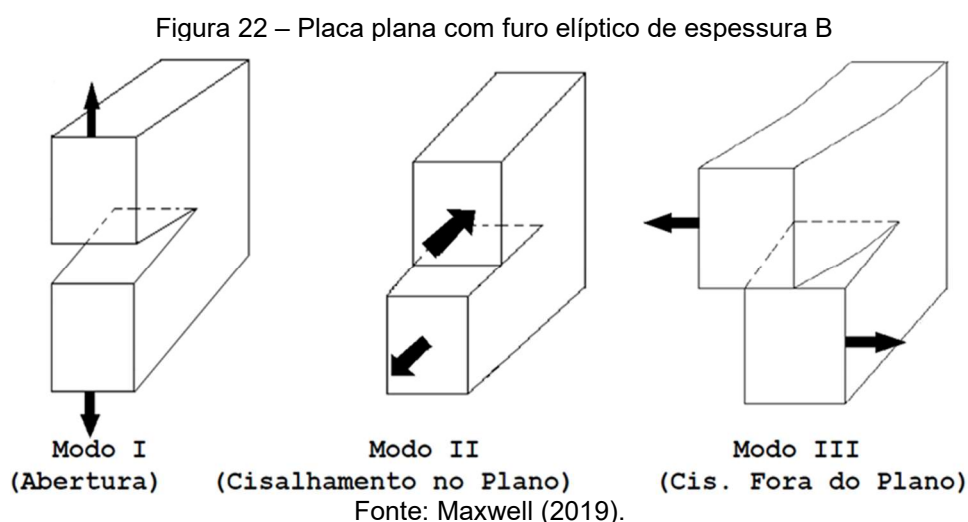 Figura 22 – Placa plana com furo elíptico de espessura B
Modo I
(Abertura)
Modo II
(Cisalhamento no Plano)
Modo III
(Cis. Fora do Plano)
Fonte: Maxwell (2019).